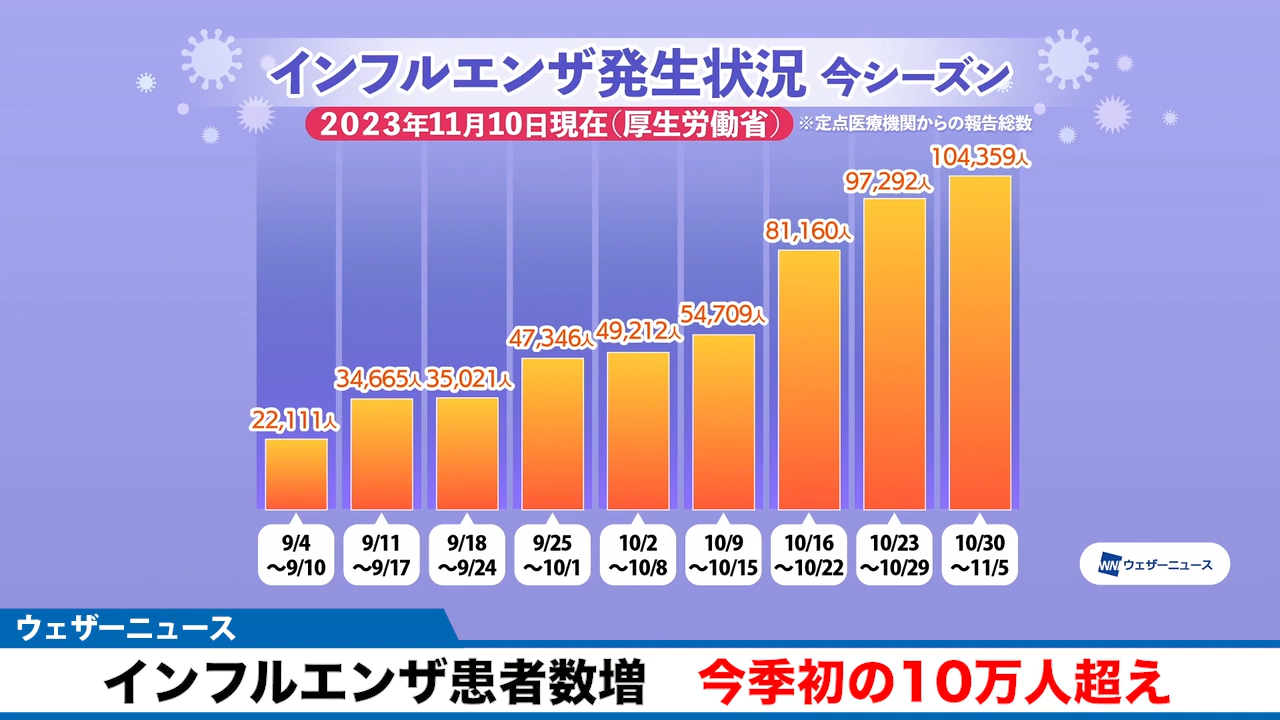 インフルエンザ発生状況 今シーズン
2023年11月10日現在（厚生労働省） ※定点医療機関からの報告総数
104,359人
97,292人
81,160人
54,709人
49,212人
47,346人
34,665人 35,021人
22,111人
9/4 9/11 9/18 9/25 10/2 10/9 10/16 10/23 10/30
～9/10 ～9/17 ～9/24 ～10/1 ～10/8 ～10/15 ～10/22 ～10/29 ～11/5
WN ウェザーニュース
ウェザーニュース
インフルエンザ患者数増 今季初の10万人超え